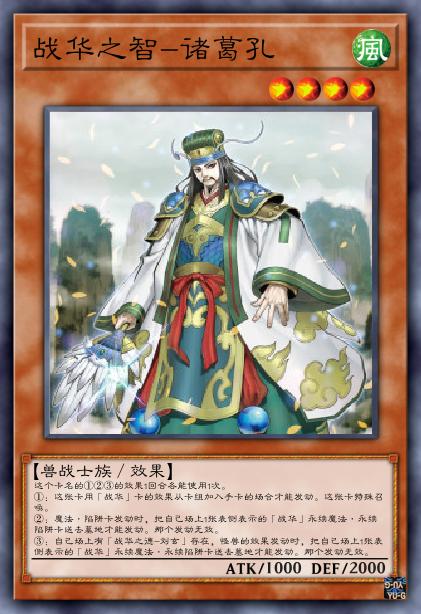 战华之智-诸葛孔
風
【兽战士族／效果】
这个卡名的①②③的效果1回合各能使用1次。
①：这张卡用「战华」卡的效果从卡组加入手卡的场合才能发动。这张卡特殊召
唤。
②：魔法·陷阱卡发动时，把自己场上1张表侧表示的「战华」永续魔法·永续
陷阱卡送去墓地才能发动。那个发动无效。
③：自己场上有「战华之德-刘玄」存在，怪兽的效果发动时，把自己场上1张表
侧表示的「战华」永续魔法·永续陷阱卡送去墓地才能发动。那个发动无效。
ATK/1000 DEF/2000